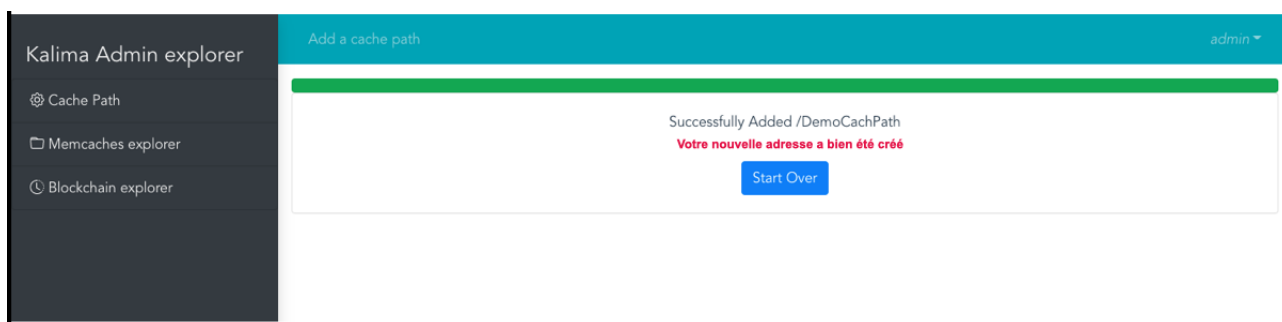 Kalima Admin explorer
Cache Path
Memcaches explorer
Blockchain explorer
Add a cache path
admin
Successfully Added /DemoCachPath
Votre nouvelle adresse a bien été créé
Start Over